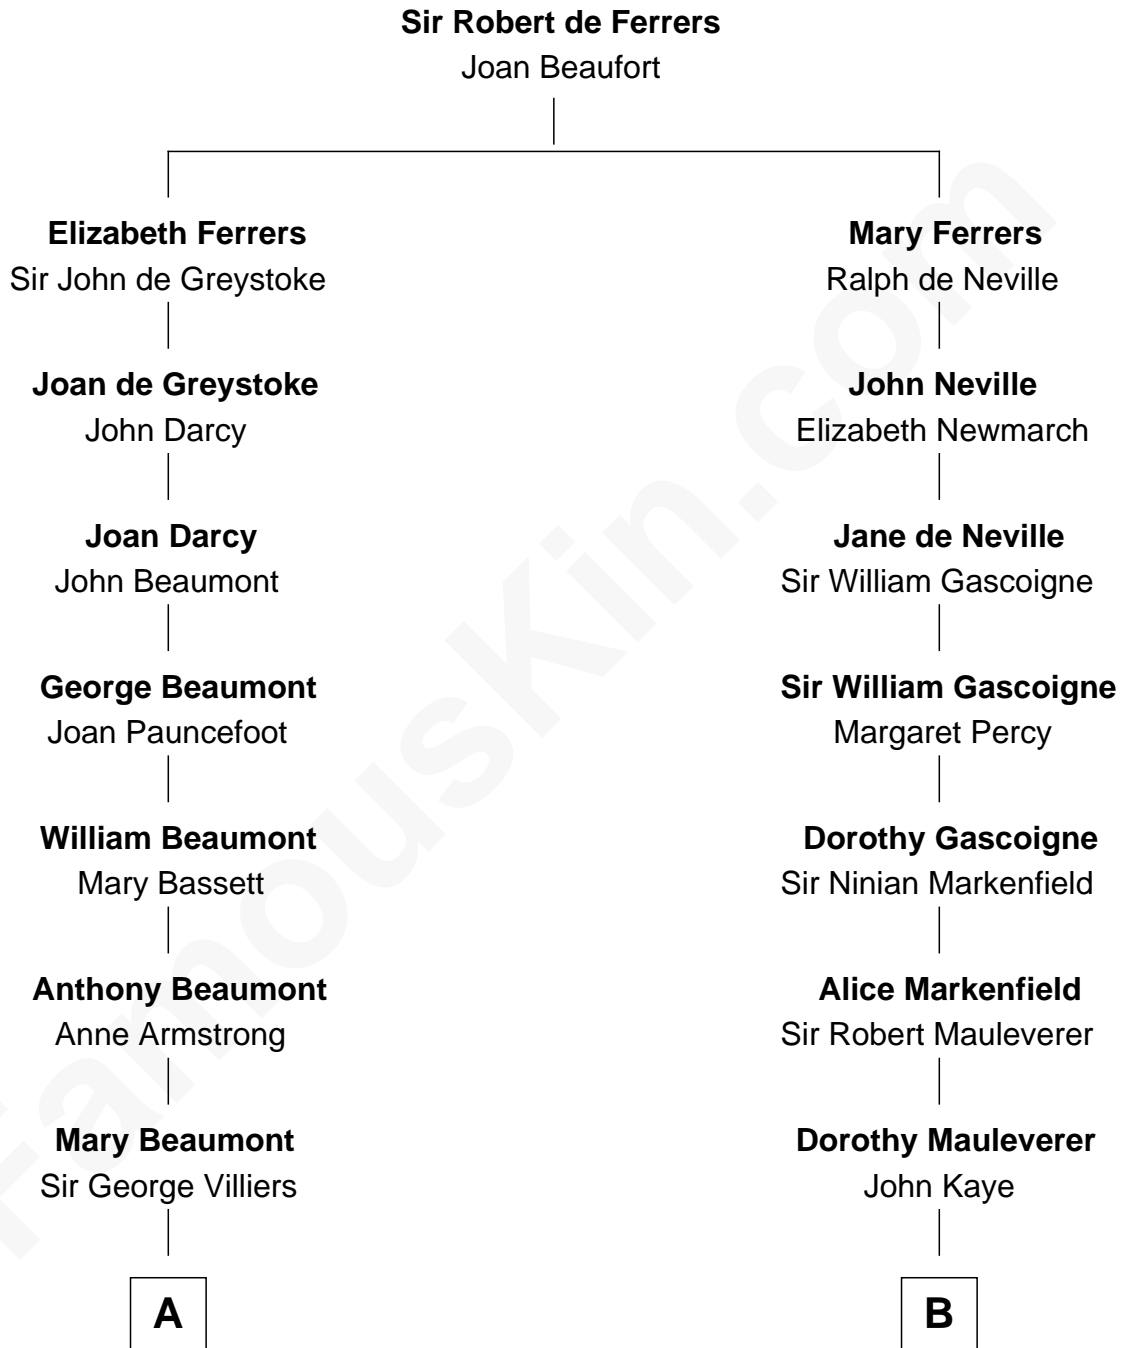 Sir Robert de Ferrers
Joan Beaufort
Elizabeth Ferrers
Sir John de Greystoke
Mary Ferrers
Ralph de Neville
Joan de Greystoke
John Darcy
John Neville
Elizabeth Newmarch
Joan Darcy
John Beaumont
Jane de Neville
Sir William Gascoigne
George Beaumont
Joan Pauncefoot
Sir William Gascoigne
Margaret Percy
William Beaumont
Mary Bassett
Dorothy Gascoigne
Sir Ninian Markenfield
Anthony Beaumont
Anne Armstrong
Alice Markenfield
Sir Robert Mauleverer
Mary Beaumont
Sir George Villiers
Dorothy Mauleverer
John Kaye
A
B
FamousKin.com